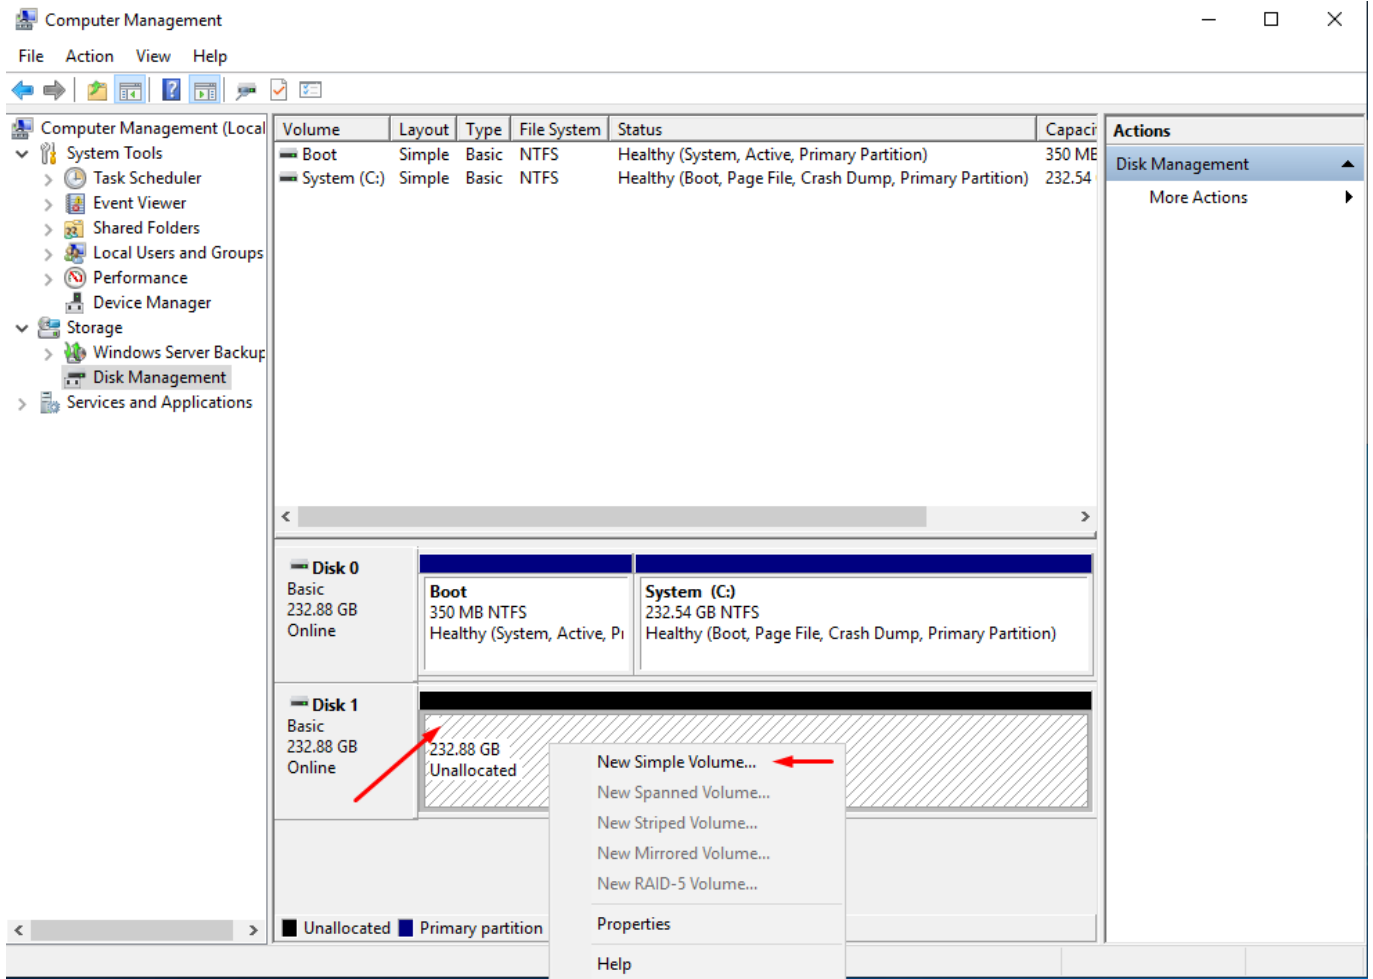 Computer Management
File Action View Help
Computer Management (Local
System Tools
Task Scheduler
Event Viewer
Shared Folders
Local Users and Groups
Performance
Device Manager
Storage
Windows Server Backup
Disk Management
Services and Applications
Volume Layout Type File System Status Capaci
Boot Simple Basic NTFS Healthy (System, Active, Primary Partition) 350 ME
System (C:) Simple Basic NTFS Healthy (Boot, Page File, Crash Dump, Primary Partition) 232.54
Disk 0
Basic
232.88 GB
Online
Boot
350 MB NTFS
Healthy (System, Active, Pr
System (C:)
232.54 GB NTFS
Healthy (Boot, Page File, Crash Dump, Primary Partition)
Disk 1
Basic
232.88 GB
Online
232.88 GB
Unallocated
New Simple Volume...
New Spanned Volume...
New Striped Volume...
New Mirrored Volume...
New RAID-5 Volume...
Properties
Help
Unallocated Primary partition
Actions
Disk Management
More Actions